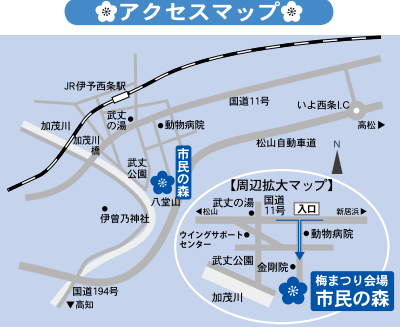 アクセスマップ
JR伊予西条駅
国道11号
いよ西条I.C
武丈
の湯
動物病院
高松▶
加茂川
加茂川
橋
松山自動車道
N
武丈
公園
市民の森
八堂山
【周辺拡大マップ】
伊曽乃神社
武丈の湯
国道
11号
入口
◀松山
新居浜▶
ウイングサポート
センター
動物病院
武丈公園
金剛院
加茂川
梅まつり会場
市民の森
国道194号
▼高知